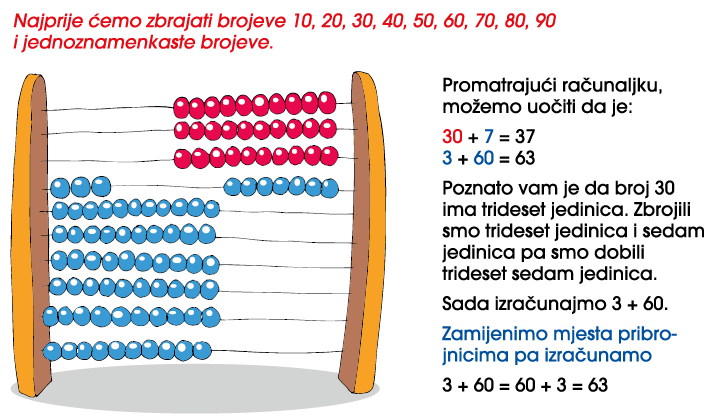 Najprije ćemo zbrajati brojeve 10, 20, 30, 40, 50, 60, 70, 80, 90
i jednoznamenkaste brojeve.
Promatrajući računaljku,
možemo uočiti da je:
30 + 7 = 37
3 + 60 = 63
Poznato vam je da broj 30
ima trideset jedinica. Zbrojili
smo trideset jedinica i sedam
jedinica pa smo dobili
trideset sedam jedinica.
Sada izračunajmo 3 + 60.
Zamijenimo mjesta pribro-
jnicima pa izračunamo
3 + 60 = 60 + 3 = 63